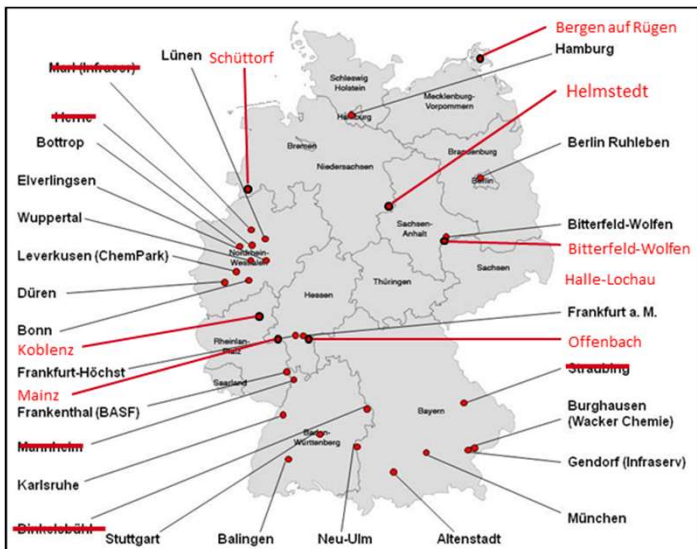 Bergen auf Rügen
Marl (Infracor)
Lünen
Schüttorf
Hamburg
Schleswig
Holstein
Mecklenburg-
Vorpommern
Hamburg
Helmstedt
Herne
Bottrop
Bremen
Niedersachsen
Brandenburg
Berlin
Berlin Ruhleben
Elverlingsen
Wuppertal
Sachsen-
Anhalt
Bitterfeld-Wolfen
Bitterfeld-Wolfen
Leverkusen (ChemPark)
Nordrhein-
Westfalen
Sachsen
Halle-Lochau
Düren
Hessen
Thüringen
Bonn
Frankfurt a. M.
Koblenz
Rheinlan-
Pfalz
Offenbach
Frankfurt-Höchst
Straubing
Mainz
Saarland
Frankenthal (BASF)
Bayern
Burghausen
(Wacker Chemie)
Mannheim
Baden-
Württemberg
Gendorf (Infraserv)
Karlsruhe
München
Dinkelsbühl
Stuttgart
Balingen
Neu-Ulm
Altenstadt